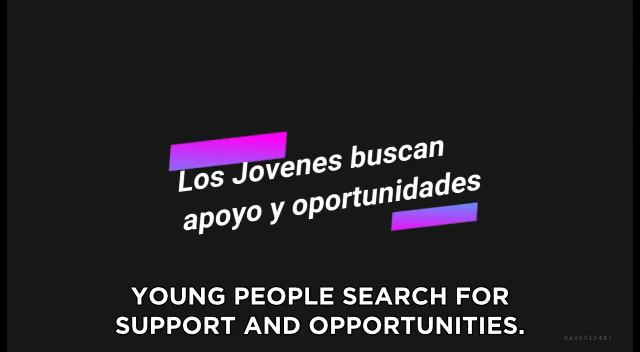 Los Jovenes buscan
apoyo y oportunidades
YOUNG PEOPLE SEARCH FOR
SUPPORT AND OPPORTUNITIES.